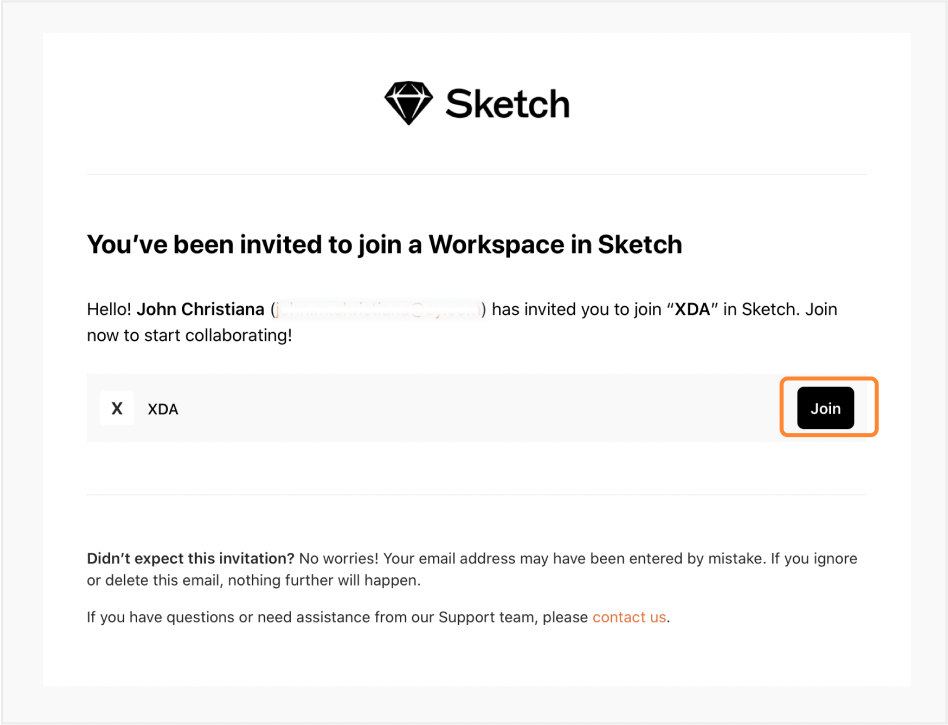 Sketch
You’ve been invited to join a Workspace in Sketch
Hello! John Christiana () has invited you to join “XDA” in Sketch. Join
now to start collaborating!
X XDA Join
Didn’t expect this invitation? No worries! Your email address may have been entered by mistake. If you ignore
or delete this email, nothing further will happen.
If you have questions or need assistance from our Support team, please contact us.